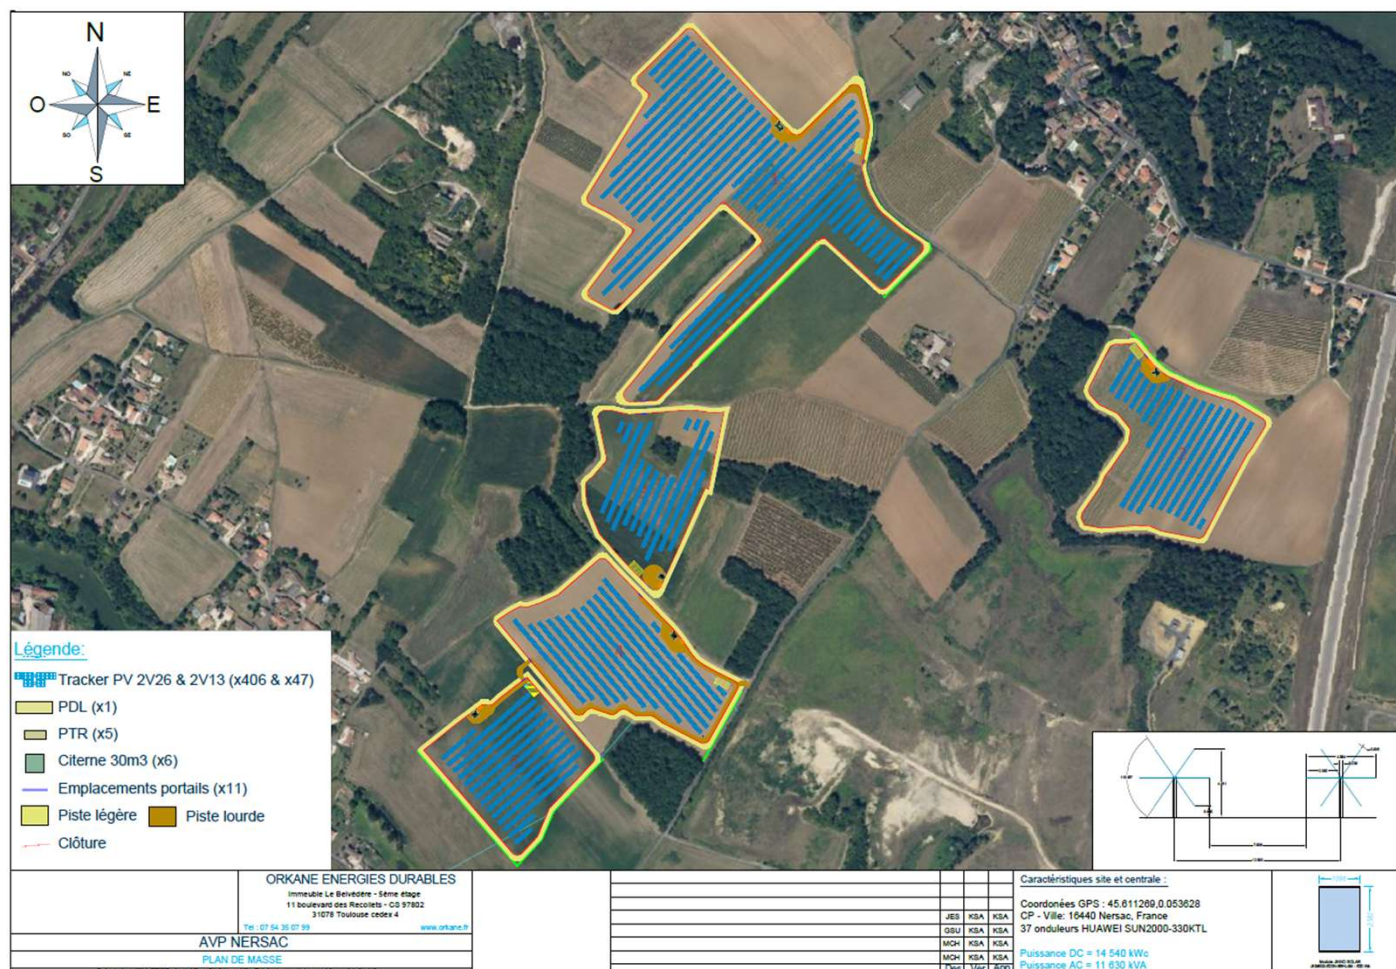 N
NO
NE
O
E
SO
SE
S
Légende:
Tracker PV 2V26 & 2V13 (x406 & x47)
PDL (x1)
PTR (x5)
Citerne 30m3 (x6)
Emplacements portails (x11)
Piste légère
Piste lourde
Clôture
ORKANE ENERGIES DURABLES
Immeuble Le Belvédère - 5ème étage
11 boulevard des Recollets - CS 97802
31078 Toulouse cedex 4
Tel : 07 54 35 07 99
www.orkane.fr
AVP NERSAC
PLAN DE MASSE
JES KSA KSA
GSU KSA KSA
MCH KSA KSA
MCH KSA KSA
Caractéristiques site et centrale :
Coordonées GPS : 45.611269,0.053628
CP - Ville: 16440 Nersac, France
37 onduleurs HUAWEI SUN2000-330KTL
Puissance DC = 14 540 kWc
Puissance AC = 11 630 kVA